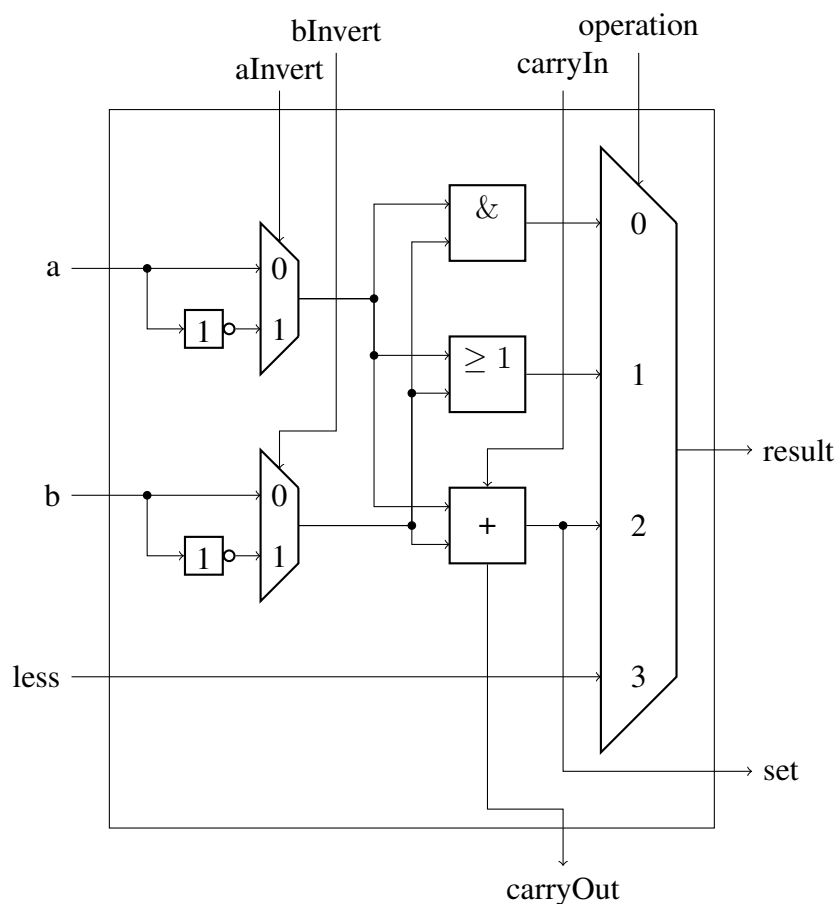 operation
bInvert
aInvert
carryIn
&
0
a
0
1
1
≥ 1
1
result
b
0
+
2
1
1
less
3
set
carryOut